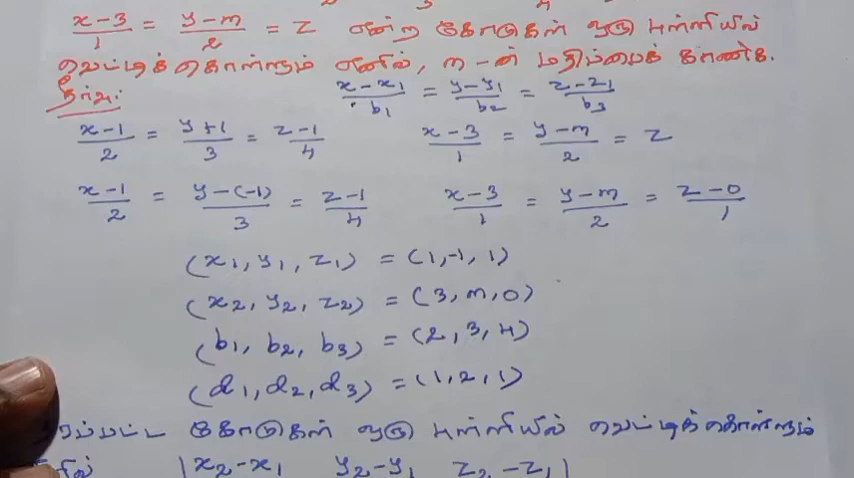 x-3/1 = y-m/2 = z என்ற கோடுகள் ஒரு புள்ளியில்
வெட்டிக் கொள்ளும் எனில், m-ன் மதிப்பைக் காண்க.
தீர்வு:
x-x₁/b₁ = y-y₁/b₂ = z-z₁/b₃
x-1/2 = y+1/3 = z-1/4    x-3/1 = y-m/2 = z
x-1/2 = y-(-1)/3 = z-1/4    x-3/1 = y-m/2 = z-0/1
(x₁, y₁, z₁) = (1,-1, 1)
(x₂, y₂, z₂) = (3, m, 0)
(b₁, b₂, b₃) = (2, 3, 4)
(d₁, d₂, d₃) = (1, 2, 1)
கோடுகள் ஒரு புள்ளியில் வெட்டிக்கொள்ளும்
|x₂-x₁    y₂-y₁    z₂-z₁|